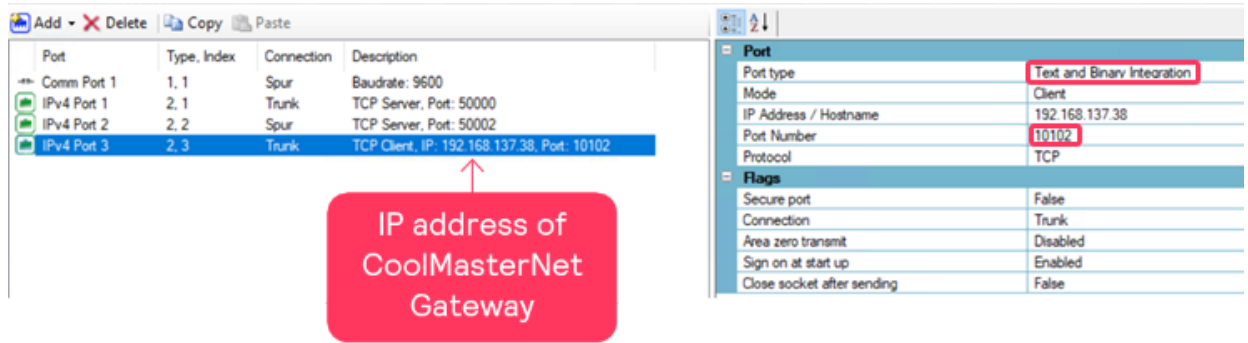 Add Delete Copy Paste
Port Type, Index Connection Description
Comm Port 1 1, 1 Spur Baudrate: 9600
IPv4 Port 1 2, 1 Trunk TCP Server, Port: 50000
IPv4 Port 2 2, 2 Spur TCP Server, Port: 50002
IPv4 Port 3 2, 3 Trunk TCP Client, IP: 192.168.137.38, Port: 10102
IP address of
CoolMasterNet
Gateway
Port
Port type Text and Binary Integration
Mode Client
IP Address / Hostname 192.168.137.38
Port Number 10102
Protocol TCP
Flags
Secure port False
Connection Trunk
Area zero transmit Disabled
Sign on at start up Enabled
Close socket after sending False